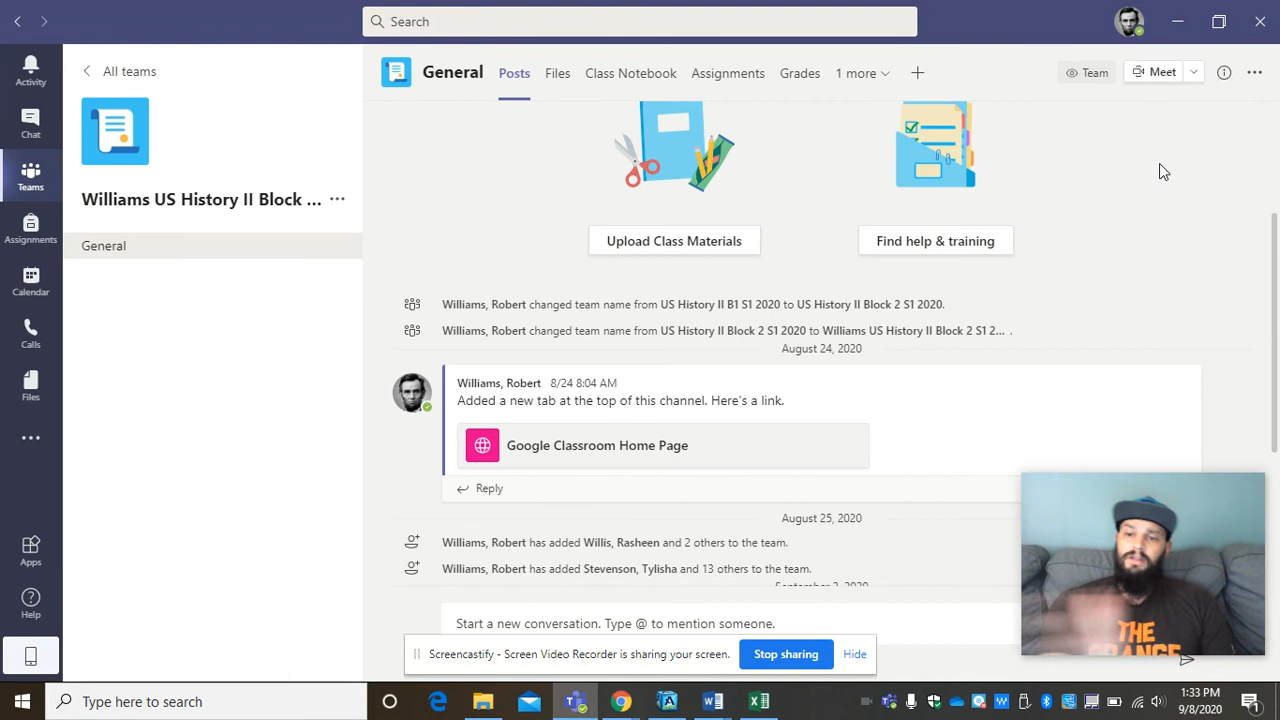 Search
Activity
Chat
Teams
Assignments
Calendar
Calls
Files
Apps
Help
All teams
Williams US History II Block ...
General
General
Posts
Files
Class Notebook
Assignments
Grades
1 more
Team
Meet
Upload Class Materials
Find help & training
Williams, Robert changed team name from US History II B1 S1 2020 to US History II Block 2 S1 2020.
Williams, Robert changed team name from US History II Block 2 S1 2020 to Williams US History II Block 2 S1 2... .
August 24, 2020
Williams, Robert 8/24 8:04 AM
Added a new tab at the top of this channel. Here's a link.
Google Classroom Home Page
Reply
August 25, 2020
Williams, Robert has added Willis, Rasheen and 2 others to the team.
Williams, Robert has added Stevenson, Tylisha and 13 others to the team.
September 2, 2020
Start a new conversation. Type @ to mention someone.
Screencastify - Screen Video Recorder is sharing your screen.
Stop sharing
Hide
THE
ORANGE
Type here to search
1:33 PM
9/8/2020